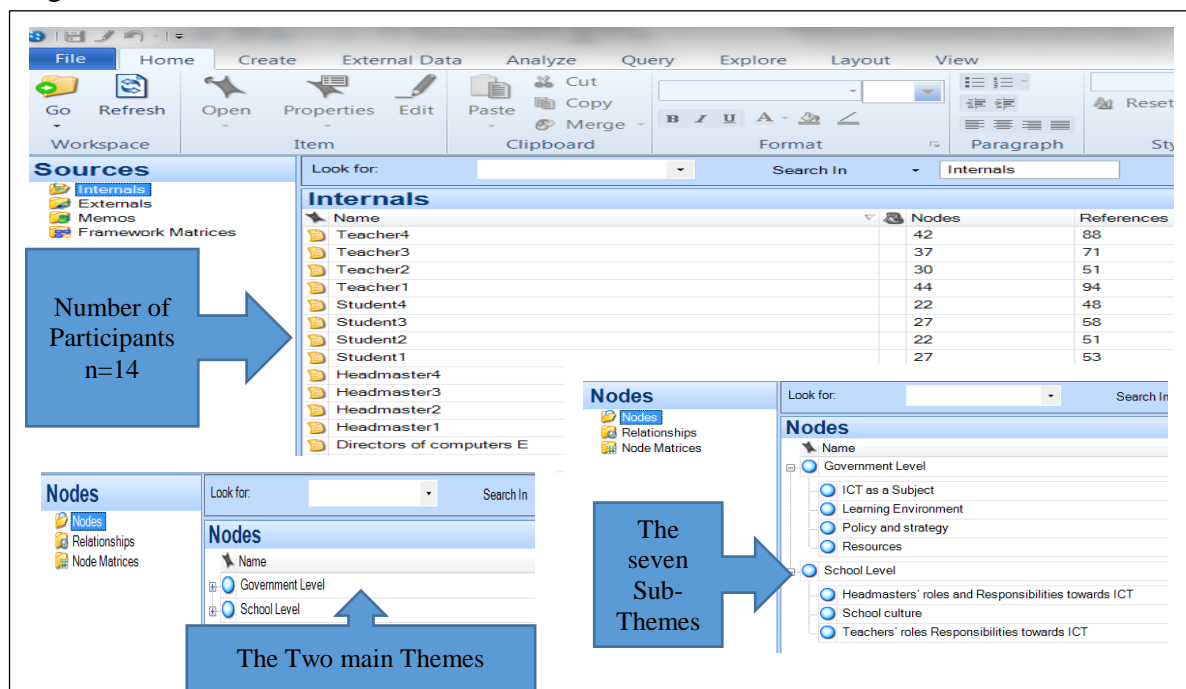 File Home Create External Data Analyze Query Explore Layout View
Go Refresh Open Properties Edit Paste Cut
Copy
Merge
B I U A
Reset
Workspace Item Clipboard Format Paragraph
Sources
Internals
Externals
Memos
Framework Matrices
Look for: Search In Internals
Internals
Name Nodes References
Teacher4 42 88
Teacher3 37 71
Teacher2 30 51
Teacher1 44 94
Student4 22 48
Student3 27 58
Student2 22 51
Student1 27 53
Headmaster4
Headmaster3
Headmaster2
Headmaster1
Directors of computers E
Number of
Participants
n=14
Nodes
Nodes
Relationships
Node Matrices
Look for: Search In
Nodes
Name
Government Level
School Level
The Two main Themes
Nodes
Nodes
Relationships
Node Matrices
Look for: Search In
Nodes
Name
Government Level
ICT as a Subject
Learning Environment
Policy and strategy
Resources
School Level
Headmasters' roles and Responsibilities towards ICT
School culture
Teachers' roles Responsibilities towards ICT
The
seven
Sub-
Themes